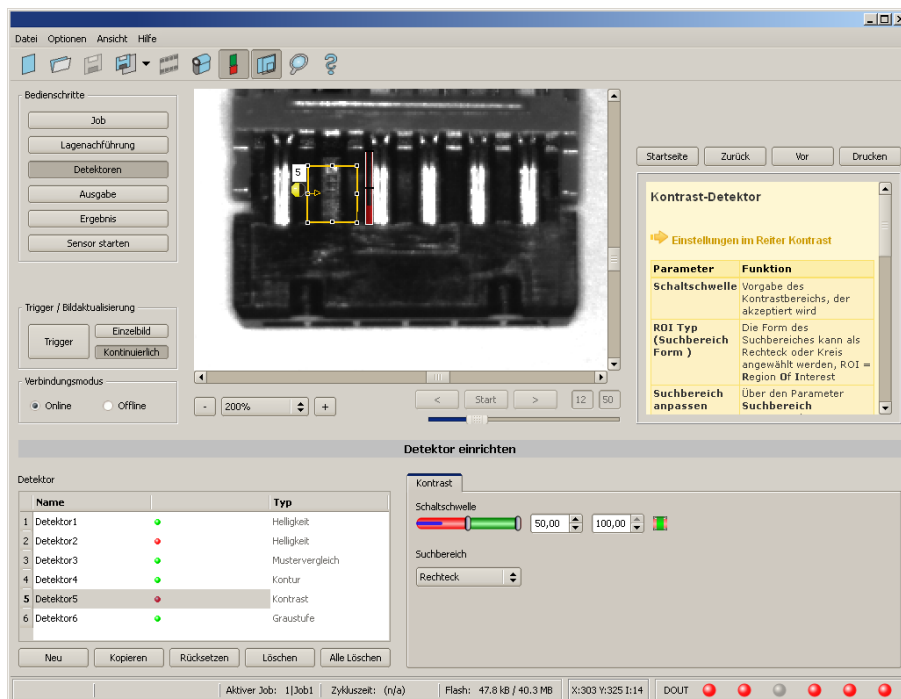 Datei Optionen Ansicht Hilfe
Bedienschritte
Job
Lagenachführung
Detektoren
Ausgabe
Ergebnis
Sensor starten
Trigger / Bildaktualisierung
Trigger
Einzelbild
Kontinuierlich
Verbindungsmodus
Online Offline
5
- 200% +
< Start > 12 50
Startseite Zurück Vor Drucken
Kontrast-Detektor
Einstellungen im Reiter Kontrast
Parameter Funktion
Schaltschwelle Vorgabe des
Kontrastbereichs, der
akzeptiert wird
ROI Typ Die Form des
(Suchbereich Suchbereiches kann als
Form ) Rechteck oder Kreis
angewählt werden, ROI =
Region Of Interest
Suchbereich Über den Parameter
anpassen Suchbereich
Detektor einrichten
Detektor
Name Typ
1 Detektor1 Helligkeit
2 Detektor2 Helligkeit
3 Detektor3 Mustervergleich
4 Detektor4 Kontur
5 Detektor5 Kontrast
6 Detektor6 Graustufe
Neu Kopieren Rücksetzen Löschen Alle Löschen
Kontrast
Schaltschwelle
50,00 100,00
Suchbereich
Rechteck
Aktiver Job: 1|Job1 Zykluszeit: (n/a) Flash: 47.8 kB / 40.3 MB X:303 Y:325 I:14 DOUT